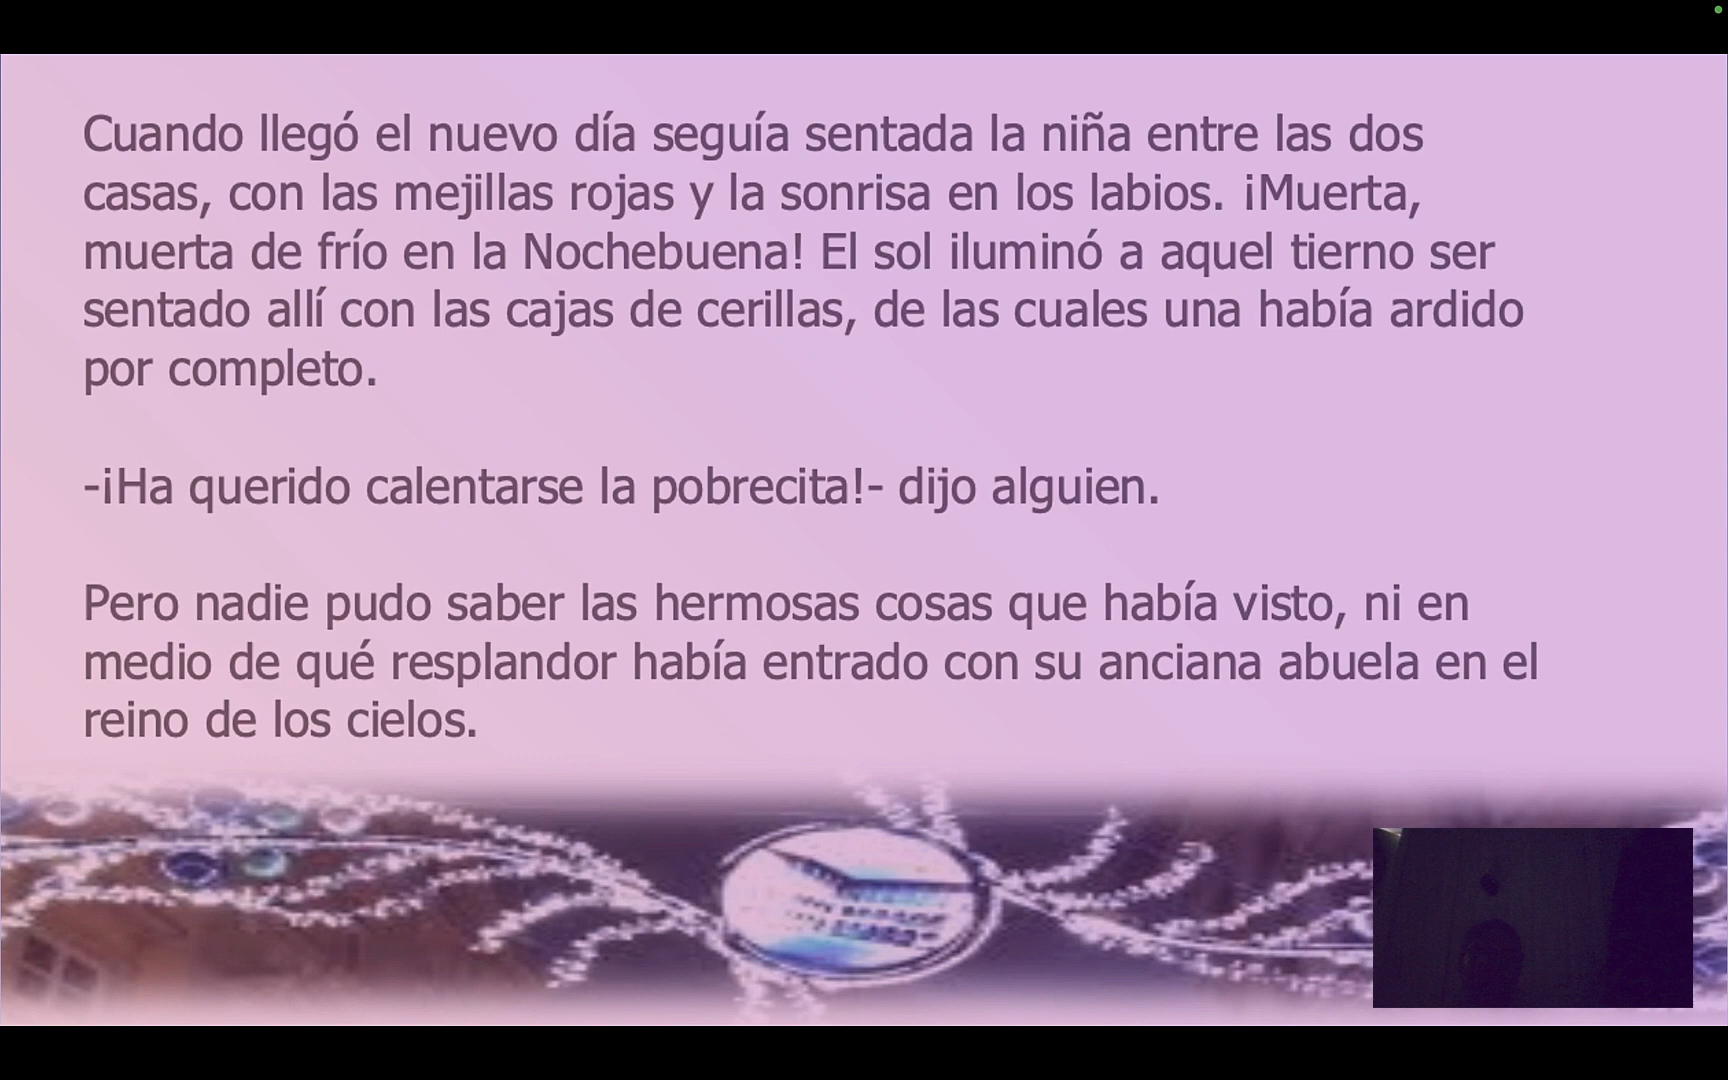 Cuando llegó el nuevo día seguía sentada la niña entre las dos
casas, con las mejillas rojas y la sonrisa en los labios. ¡Muerta,
muerta de frío en la Nochebuena! El sol iluminó a aquel tierno ser
sentado allí con las cajas de cerillas, de las cuales una había ardido
por completo.
-¡Ha querido calentarse la pobrecita!- dijo alguien.
Pero nadie pudo saber las hermosas cosas que había visto, ni en
medio de qué resplandor había entrado con su anciana abuela en el
reino de los cielos.